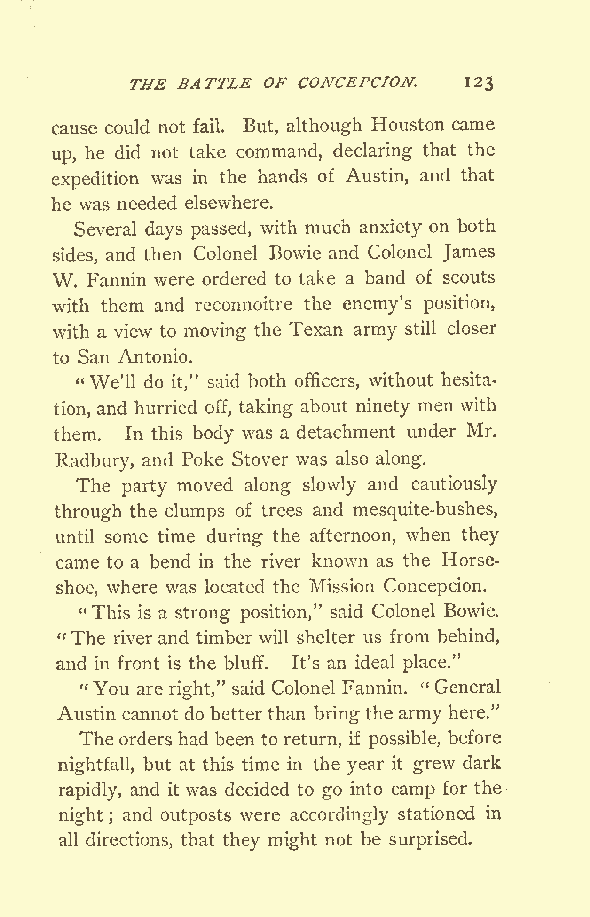 THE BATTLE OF CONCEPCION. 123
cause could not fail. But, although Houston came
up, he did not take command, declaring that the
expedition was in the hands of Austin, and that
he was needed elsewhere.
Several days passed, with much anxiety on both
sides, and then Colonel Bowie and Colonel James
W. Fannin were ordered to take a band of scouts
with them and reconnoitre the enemy's position,
with a view to moving the Texan army still closer
to San Antonio.
"We'll do it," said both officers, without hesita-
tion, and hurried off, taking about ninety men with
them. In this body was a detachment under Mr.
Radbury, and Poke Stover was also along.
The party moved along slowly and cautiously
through the clumps of trees and mesquite-bushes,
until some time during the afternoon, when they
came to a bend in the river known as the Horse-
shoe, where was located the Mission Concepcion.
"This is a strong position," said Colonel Bowie.
"The river and timber will shelter us from behind,
and in front is the bluff. It's an ideal place."
"You are right," said Colonel Fannin. "General
Austin cannot do better than bring the army here."
The orders had been to return, if possible, before
nightfall, but at this time in the year it grew dark
rapidly, and it was decided to go into camp for the
night; and outposts were accordingly stationed in
all directions, that they might not be surprised.